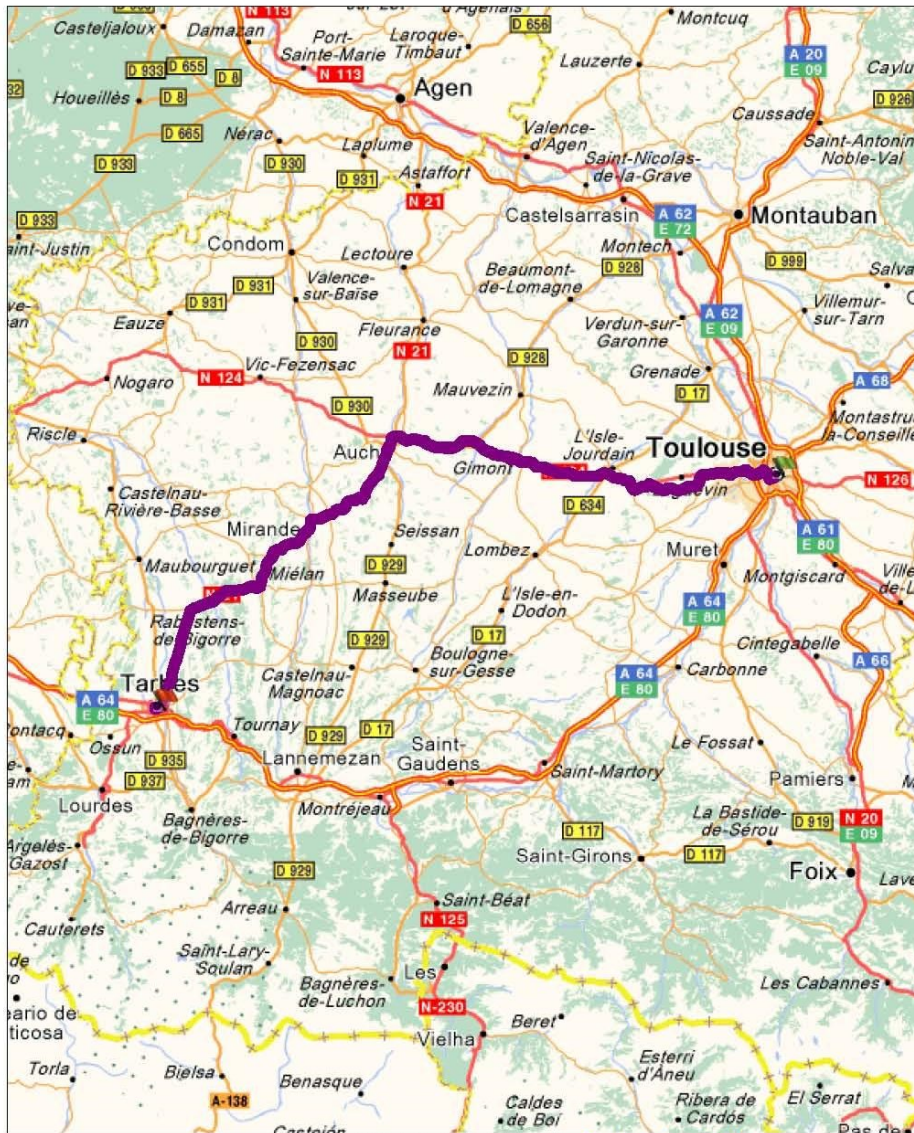 N 113
D 656
Montcuq
Casteljaloux
Damazan
Port-
Sainte-Marie
Laroque-
Timbaut
A 20
E 09
D 655
D 933
D 8
N 113
Lauzerte
Houeillès
D 8
Agen
D 926
Caussade
D 665
Nérac
Valence-
d'Agen
Saint-Antonin
Noble-Val
D 933
Laplume
D 930
D 931
Astaffort
Saint-Nicolas-
de-la-Grave
D 933
N 21
Castelsarrasin
A 62
E 72
Montauban
Condom
Lectoure
Montech
D 931
D 931
Valence-
sur-Baïse
Beaumont-
de-Lomagne
D 928
D 999
Eauze
Fleurance
Verdun-sur-
Garonne
A 62
E 09
Villemur-
sur-Tarn
D 930
N 21
D 928
Grenade
Nogaro
N 124
Vic-Fezensac
Mauvezin
D 17
A 68
D 930
Riscle
Auch
L'Isle-
Jourdain
Toulouse
Gimont
N 126
Castelnau-
Rivière-Basse
D 634
A 61
E 80
Mirande
Seissan
Maubourguet
Lombez
Muret
Montgiscard
Miélan
D 929
Masseube
L'Isle-en-
Dodon
A 64
E 80
Rabastens-
de-Bigorre
D 929
D 17
Cintegabelle
Boulogne-
sur-Gesse
A 66
Tarbes
Castelnau-
Magnoac
A 64
E 80
Carbonne
A 64
E 80
Tournay
D 17
Ossun
D 929
Saint-
Gaudens
Le Fossat
D 935
Lannemezan
D 937
Saint-Martory
Pamiers
Lourdes
Montréjeau
Bagnères-
de-Bigorre
La Bastide-
de-Sérou
D 919
N 20
E 09
Argelès-
Gazost
D 117
Saint-Girons
D 117
Foix
D 929
Arreau
Saint-Béat
Cauterets
N 125
Saint-Lary-
Soulan
Les
Bagnères-
de-Luchon
Les Cabannes
N-230
Beret
Vielha
Torla
Bielsa
Benasque
Esterri
d'Àneu
A-138
Caldes
de Boí
Ribera de
Cardós
El Serrat